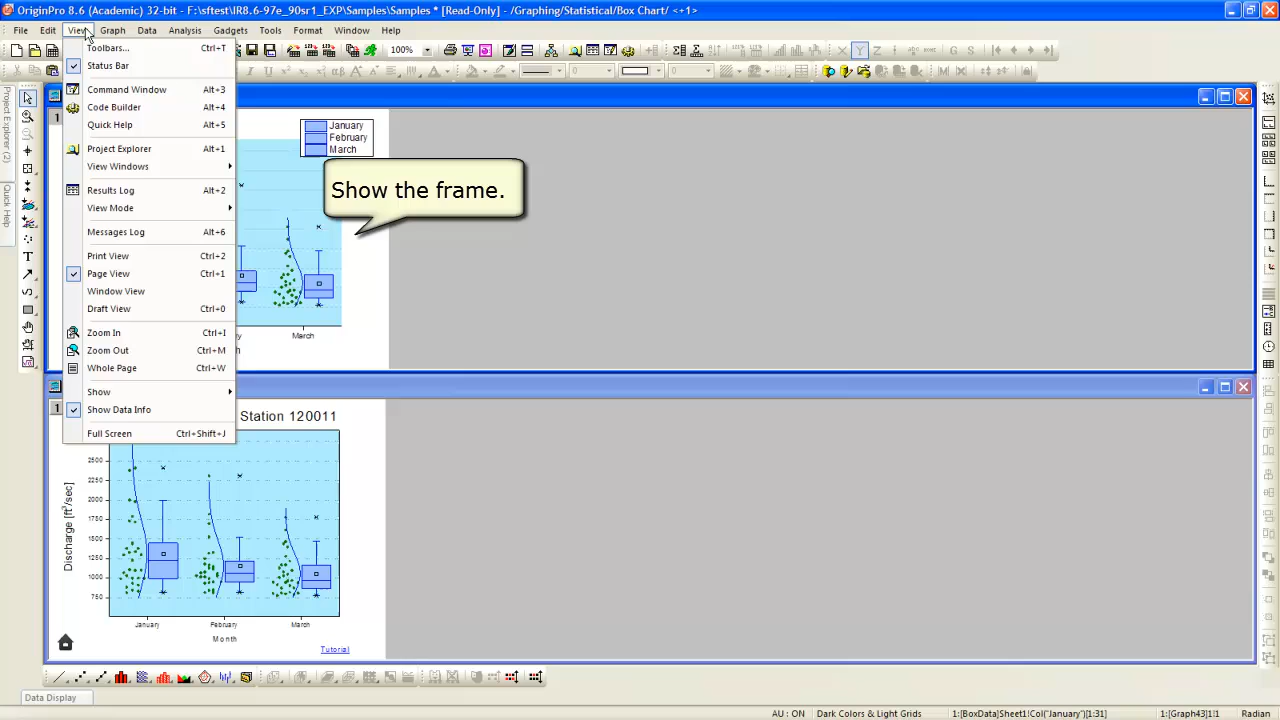 OriginPro 8.6 (Academic) 32-bit - F:\sftest\IR8.6-97e_90sr1_EXP\Samples\Samples * [Read-Only] - /Graphing/Statistical/Box Chart/ <+1>
File Edit View Graph Data Analysis Gadgets Tools Format Window Help
Toolbars... Ctrl+T
Status Bar
Command Window Alt+3
Code Builder Alt+4
Quick Help Alt+5
Project Explorer Alt+1
View Windows
Results Log Alt+2
View Mode
Messages Log Alt+6
Print View Ctrl+2
Page View Ctrl+1
Window View
Draft View Ctrl+0
Zoom In Ctrl+I
Zoom Out Ctrl+M
Whole Page Ctrl+W
Show
Show Data Info
Full Screen Ctrl+Shift+J
100%
Project Explorer (2)
Quick Help
1
January
February
March
Show the frame.
March
1
Station 120011
2500
2250
2000
1750
1500
1250
1000
750
Discharge [ft³/sec]
January February March
Month
Tutorial
Data Display
AU : ON Dark Colors & Light Grids 1:[BoxData]Sheet1!Col("January")[1:31] 1:[Graph43]1!1 Radian